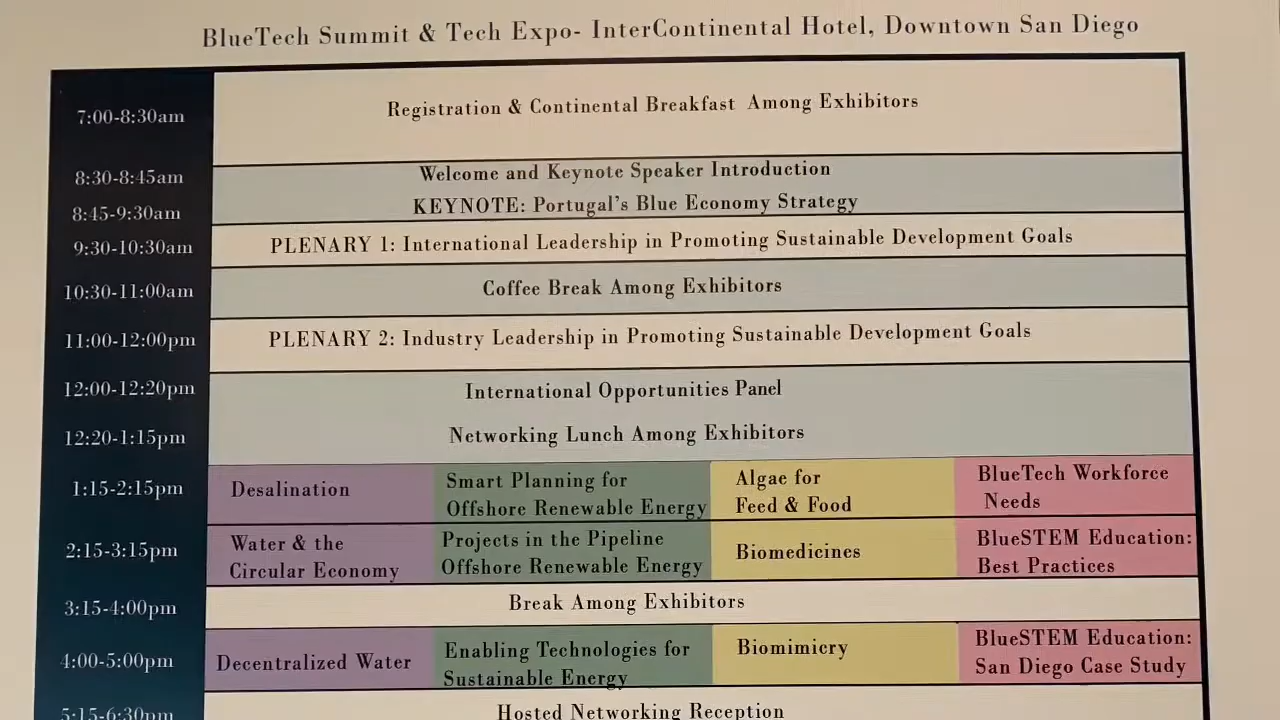 BlueTech Summit & Tech Expo- InterContinental Hotel, Downtown San Diego
7:00-8:30am
Registration & Continental Breakfast Among Exhibitors
8:30-8:45am
Welcome and Keynote Speaker Introduction
8:45-9:30am
KEYNOTE: Portugal's Blue Economy Strategy
9:30-10:30am
PLENARY 1: International Leadership in Promoting Sustainable Development Goals
10:30-11:00am
Coffee Break Among Exhibitors
11:00-12:00pm
PLENARY 2: Industry Leadership in Promoting Sustainable Development Goals
12:00-12:20pm
International Opportunities Panel
12:20-1:15pm
Networking Lunch Among Exhibitors
1:15-2:15pm
Desalination
Smart Planning for
Offshore Renewable Energy
Algae for
Feed & Food
BlueTech Workforce
Needs
2:15-3:15pm
Water & the
Circular Economy
Projects in the Pipeline
Offshore Renewable Energy
Biomedicines
BlueSTEM Education:
Best Practices
3:15-4:00pm
Break Among Exhibitors
4:00-5:00pm
Decentralized Water
Enabling Technologies for
Sustainable Energy
Biomimicry
BlueSTEM Education:
San Diego Case Study
5:15-6:30pm
Hosted Networking Reception